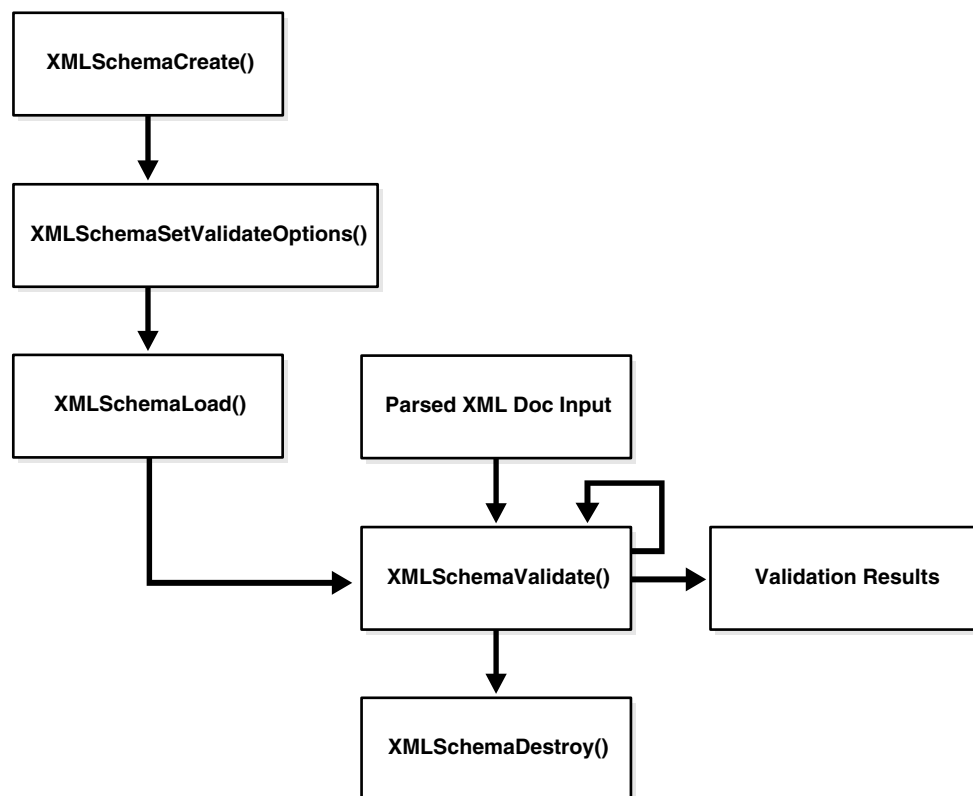 XMLSchemaCreate()
XMLSchemaSetValidateOptions()
XMLSchemaLoad()
Parsed XML Doc Input
XMLSchemaValidate()
Validation Results
XMLSchemaDestroy()